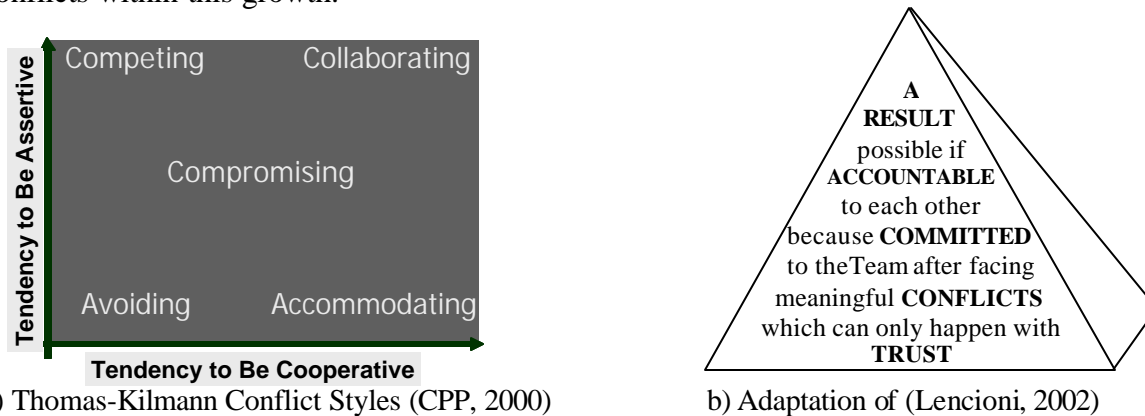 onflicts within this growth.
Tendency to Be Assertive
Competing Collaborating
Compromising
Avoiding Accommodating
Tendency to Be Cooperative
) Thomas-Kilmann Conflict Styles (CPP, 2000)
A
RESULT
possible if
ACCOUNTABLE
to each other
because COMMITTED
to theTeam after facing
meaningful CONFLICTS
which can only happen with
TRUST
b) Adaptation of (Lencioni, 2002)